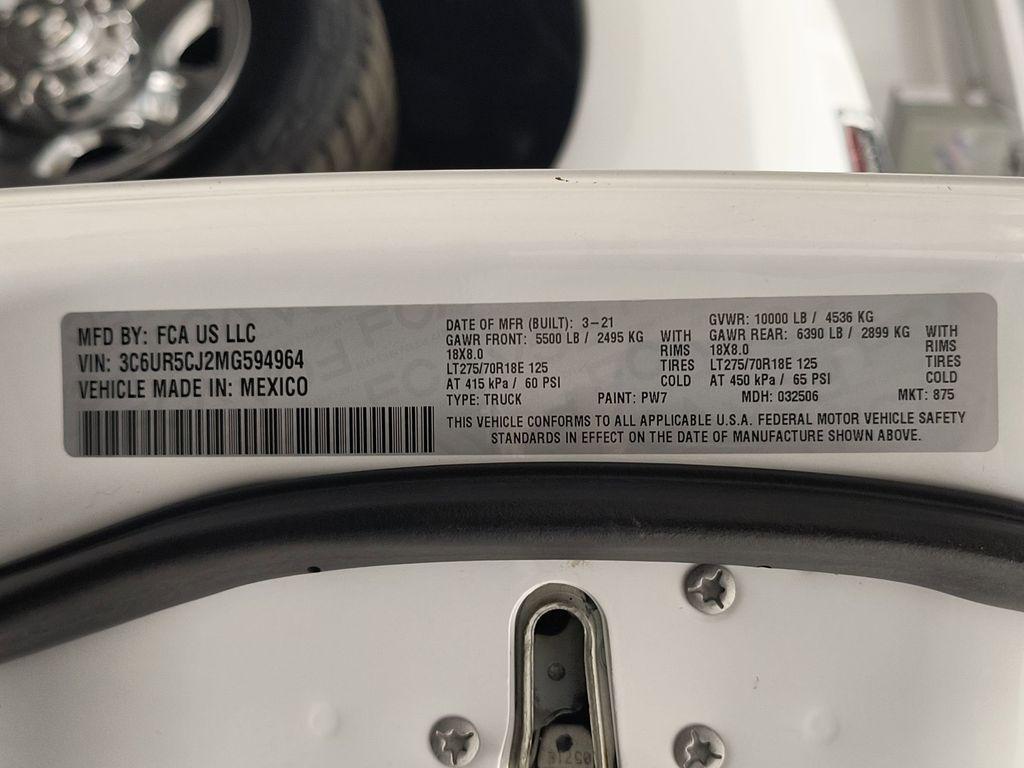 MFD BY: FCA US LLC
VIN: 3C6UR5CJ2MG594964
VEHICLE MADE IN: MEXICO
DATE OF MFR (BUILT): 3-21
GAWR FRONT: 5500 LB / 2495 KG WITH
18X8.0 RIMS
LT275/70R18E 125 TIRES
AT 415 kPa / 60 PSI COLD
GVWR: 10000 LB / 4536 KG
GAWR REAR: 6390 LB / 2899 KG WITH
18X8.0 RIMS
LT275/70R18E 125 TIRES
AT 450 kPa / 65 PSI COLD
TYPE: TRUCK PAINT: PW7 MDH: 032506 MKT: 875
THIS VEHICLE CONFORMS TO ALL APPLICABLE U.S.A. FEDERAL MOTOR VEHICLE SAFETY
STANDARDS IN EFFECT ON THE DATE OF MANUFACTURE SHOWN ABOVE.